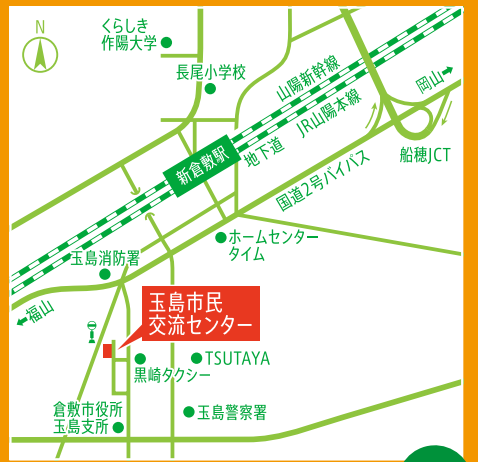 N
くらしき
作陽大学
長尾小学校
山陽新幹線
JR山陽本線
岡山
新倉敷駅
地下道
船穂JCT
国道2号バイパス
ホームセンター
タイム
玉島消防署
福山
玉島市民
交流センター
黒崎タクシー
TSUTAYA
倉敷市役所
玉島支所
玉島警察署